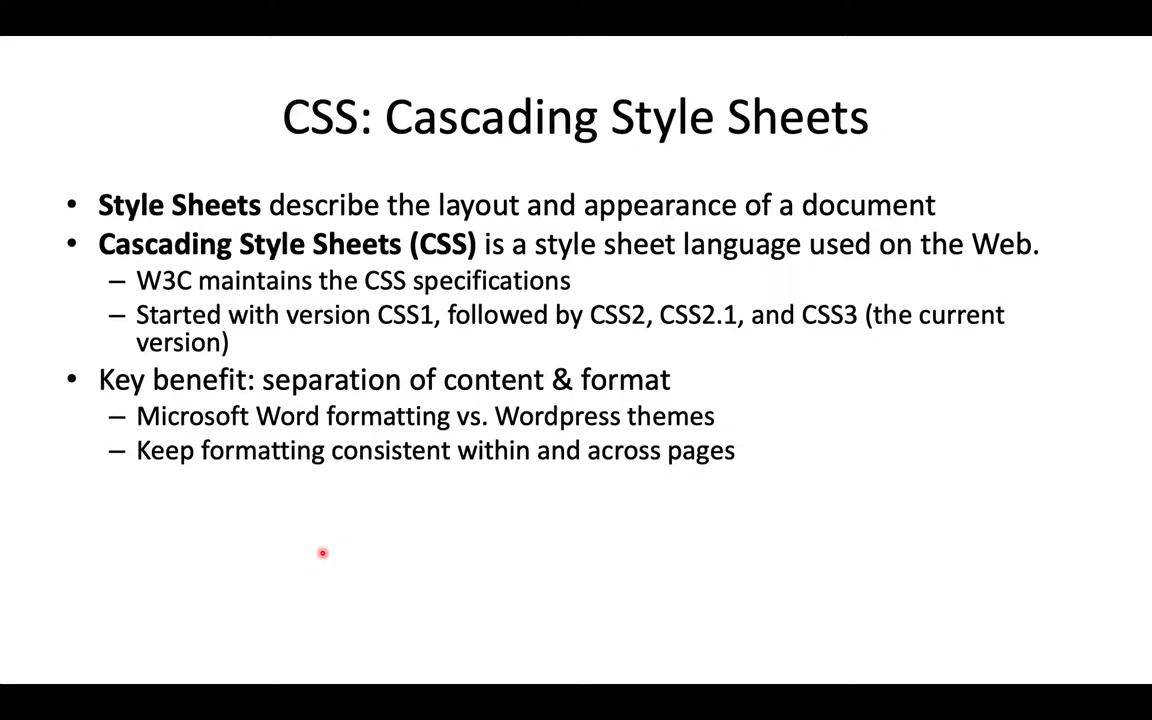 CSS: Cascading Style Sheets
• Style Sheets describe the layout and appearance of a document
• Cascading Style Sheets (CSS) is a style sheet language used on the Web.
– W3C maintains the CSS specifications
– Started with version CSS1, followed by CSS2, CSS2.1, and CSS3 (the current
version)
• Key benefit: separation of content & format
– Microsoft Word formatting vs. Wordpress themes
– Keep formatting consistent within and across pages